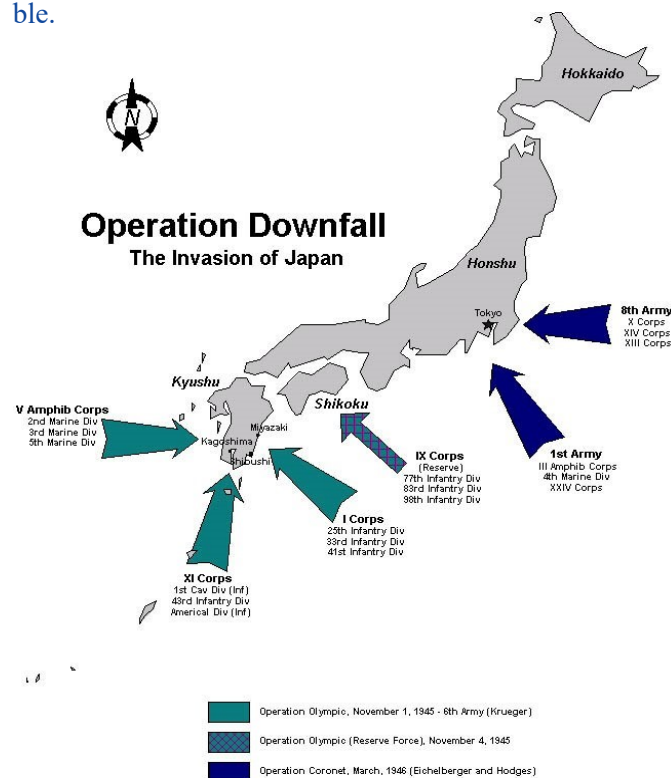 ble.
N
Hokkaido
Operation Downfall
The Invasion of Japan
Honshu
Tokyo
8th Army
X Corps
XIV Corps
XIII Corps
Kyushu
Shikoku
V Amphib Corps
2nd Marine Div
3rd Marine Div
5th Marine Div
Miyazaki
Kagoshima
Shibushi
IX Corps
(Reserve)
77th Infantry Div
83rd Infantry Div
98th Infantry Div
1st Army
III Amphib Corps
4th Marine Div
XXIV Corps
I Corps
25th Infantry Div
33rd Infantry Div
41st Infantry Div
XI Corps
1st Cav Div (Inf)
43rd Infantry Div
Americal Div (Inf)
Operation Olympic, November 1, 1945 - 6th Army (Krueger)
Operation Olympic (Reserve Force), November 4, 1945
Operation Coronet, March, 1946 (Eichelberger and Hodges)